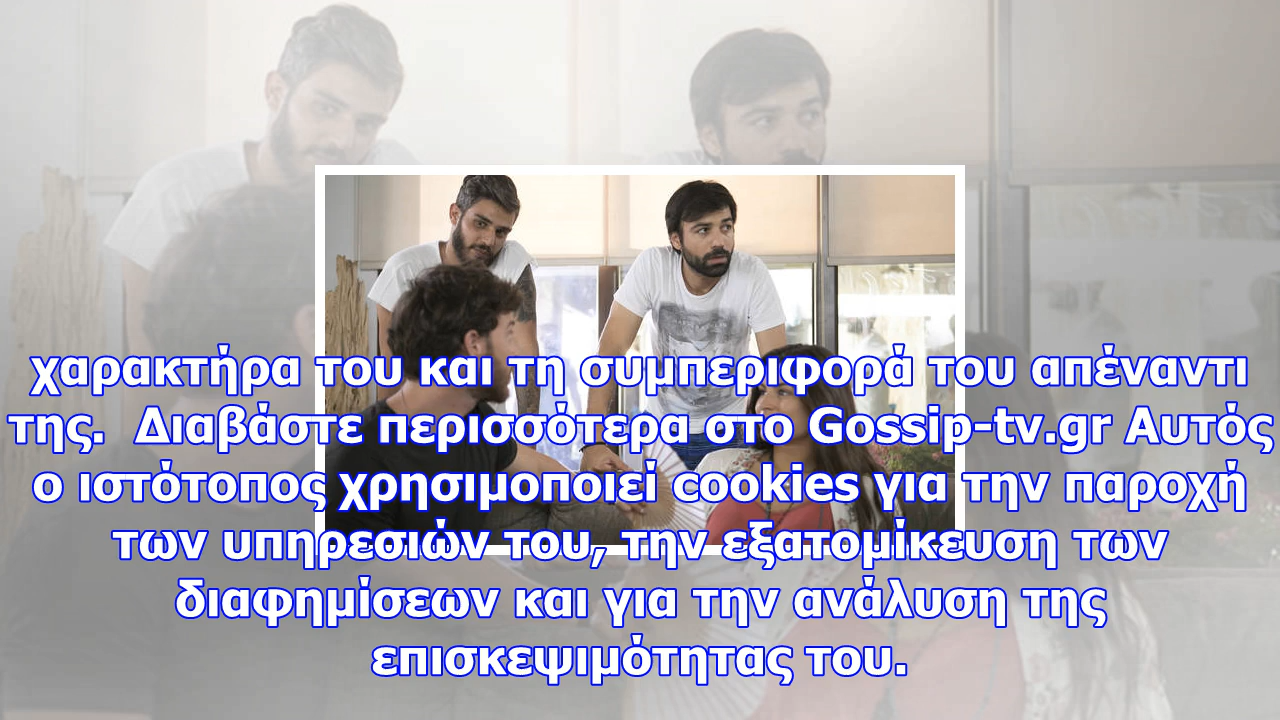 χαρακτήρα του και τη συμπεριφορά του απέναντι
της.  Διαβάστε περισσότερα στο Gossip-tv.gr Αυτός
ο ιστότοπος χρησιμοποιεί cookies για την παροχή
των υπηρεσιών του, την εξατομίκευση των
διαφημίσεων και για την ανάλυση της
επισκεψιμότητας του.